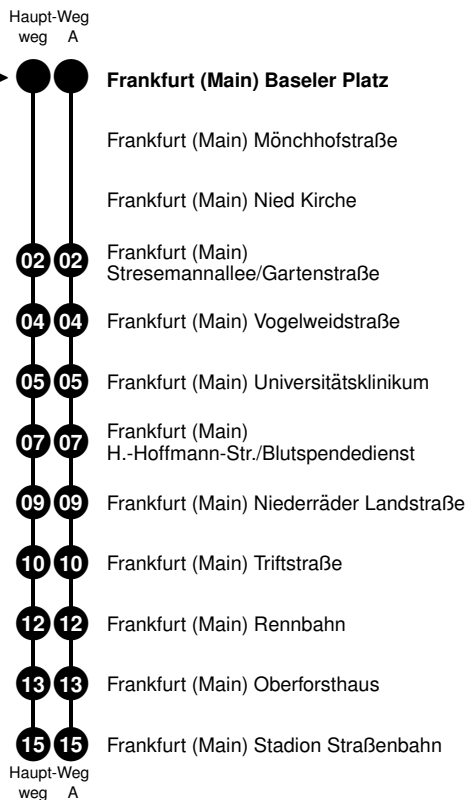 Haupt-Weg
weg A
Frankfurt (Main) Baseler Platz
Frankfurt (Main) Mönchhofstraße
Frankfurt (Main) Nied Kirche
02 02 Frankfurt (Main)
Stresemannallee/Gartenstraße
04 04 Frankfurt (Main) Vogelweidstraße
05 05 Frankfurt (Main) Universitätsklinikum
07 07 Frankfurt (Main)
H.-Hoffmann-Str./Blutspendedienst
09 09 Frankfurt (Main) Niederräder Landstraße
10 10 Frankfurt (Main) Triftstraße
12 12 Frankfurt (Main) Rennbahn
13 13 Frankfurt (Main) Oberforsthaus
15 15 Frankfurt (Main) Stadion Straßenbahn
Haupt-Weg
weg A